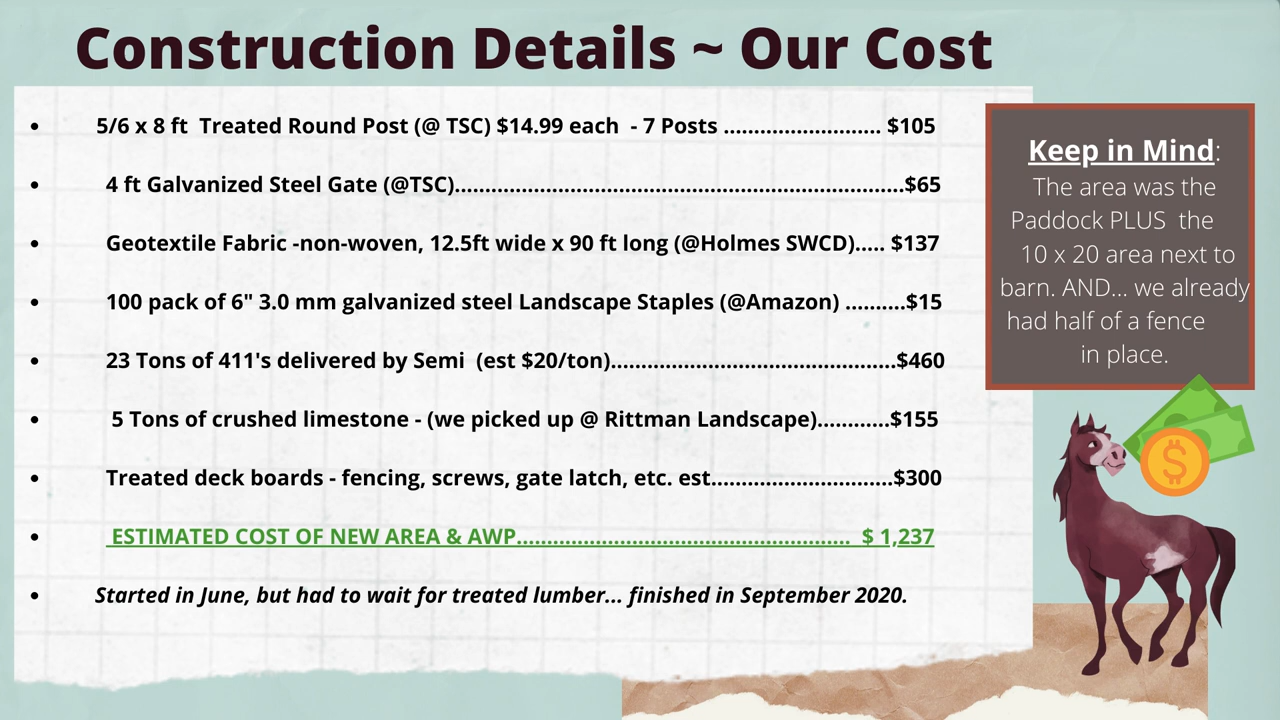 Construction Details ~ Our Cost
• 5/6 x 8 ft Treated Round Post (@ TSC) $14.99 each - 7 Posts .......................... $105
• 4 ft Galvanized Steel Gate (@TSC)..........................................................................$65
• Geotextile Fabric -non-woven, 12.5ft wide x 90 ft long (@Holmes SWCD)..... $137
• 100 pack of 6" 3.0 mm galvanized steel Landscape Staples (@Amazon) ..........$15
• 23 Tons of 411's delivered by Semi (est $20/ton)...............................................$460
• 5 Tons of crushed limestone - (we picked up @ Rittman Landscape)............$155
• Treated deck boards - fencing, screws, gate latch, etc. est..............................$300
• ESTIMATED COST OF NEW AREA & AWP....................................................... $ 1,237
• Started in June, but had to wait for treated lumber... finished in September 2020.
Keep in Mind:
The area was the
Paddock PLUS the
10 x 20 area next to
barn. AND... we already
had half of a fence
in place.
$